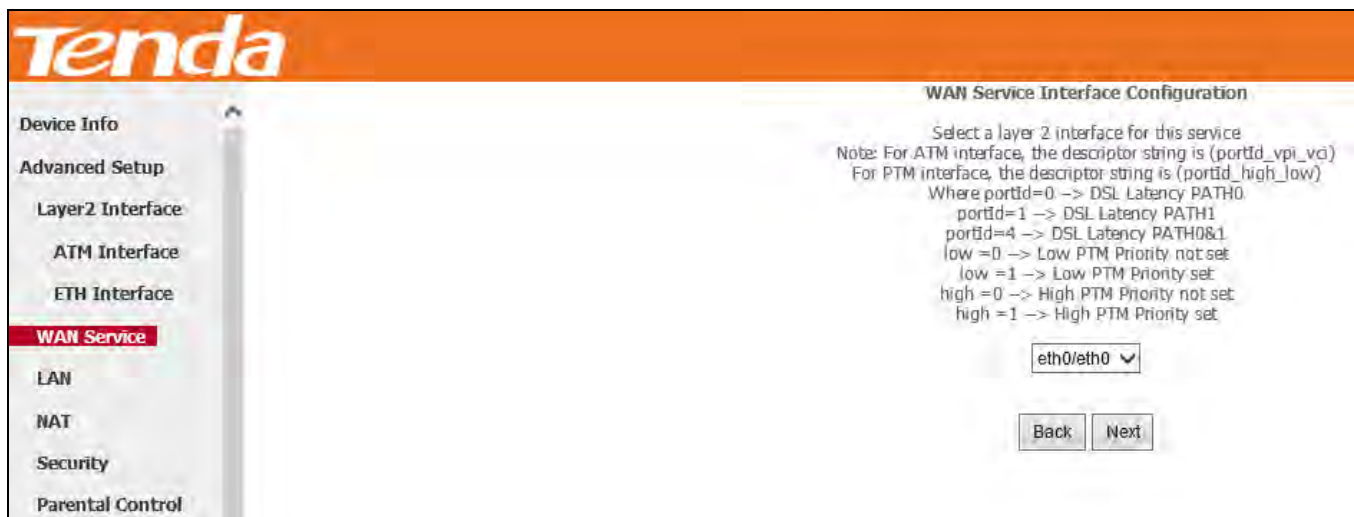 Tenda
Device Info
Advanced Setup
Layer2 Interface
ATM Interface
ETH Interface
WAN Service
LAN
NAT
Security
Parental Control
WAN Service Interface Configuration
Select a layer 2 interface for this service
Note: For ATM interface, the descriptor string is (portId_vpi_vci)
For PTM interface, the descriptor string is (portId_high_low)
Where portId=0 --> DSL Latency PATH0
portId=1 --> DSL Latency PATH1
portId=4 --> DSL Latency PATH0&1
low =0 --> Low PTM Priority not set
low =1 --> Low PTM Priority set
high =0 --> High PTM Priority not set
high =1 --> High PTM Priority set
eth0/eth0
Back Next